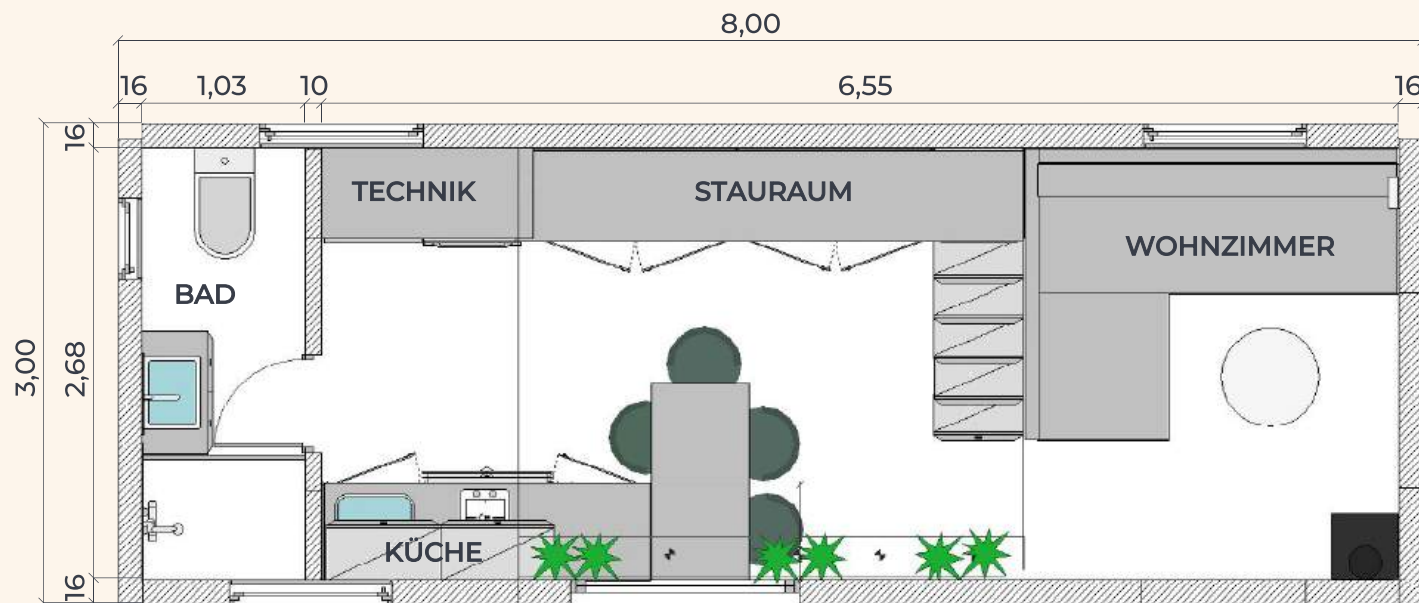 8,00
16 1,03 10 6,55 16
16
TECHNIK STAURAUM
WOHNZIMMER
BAD
3,00 2,68
KÜCHE
16